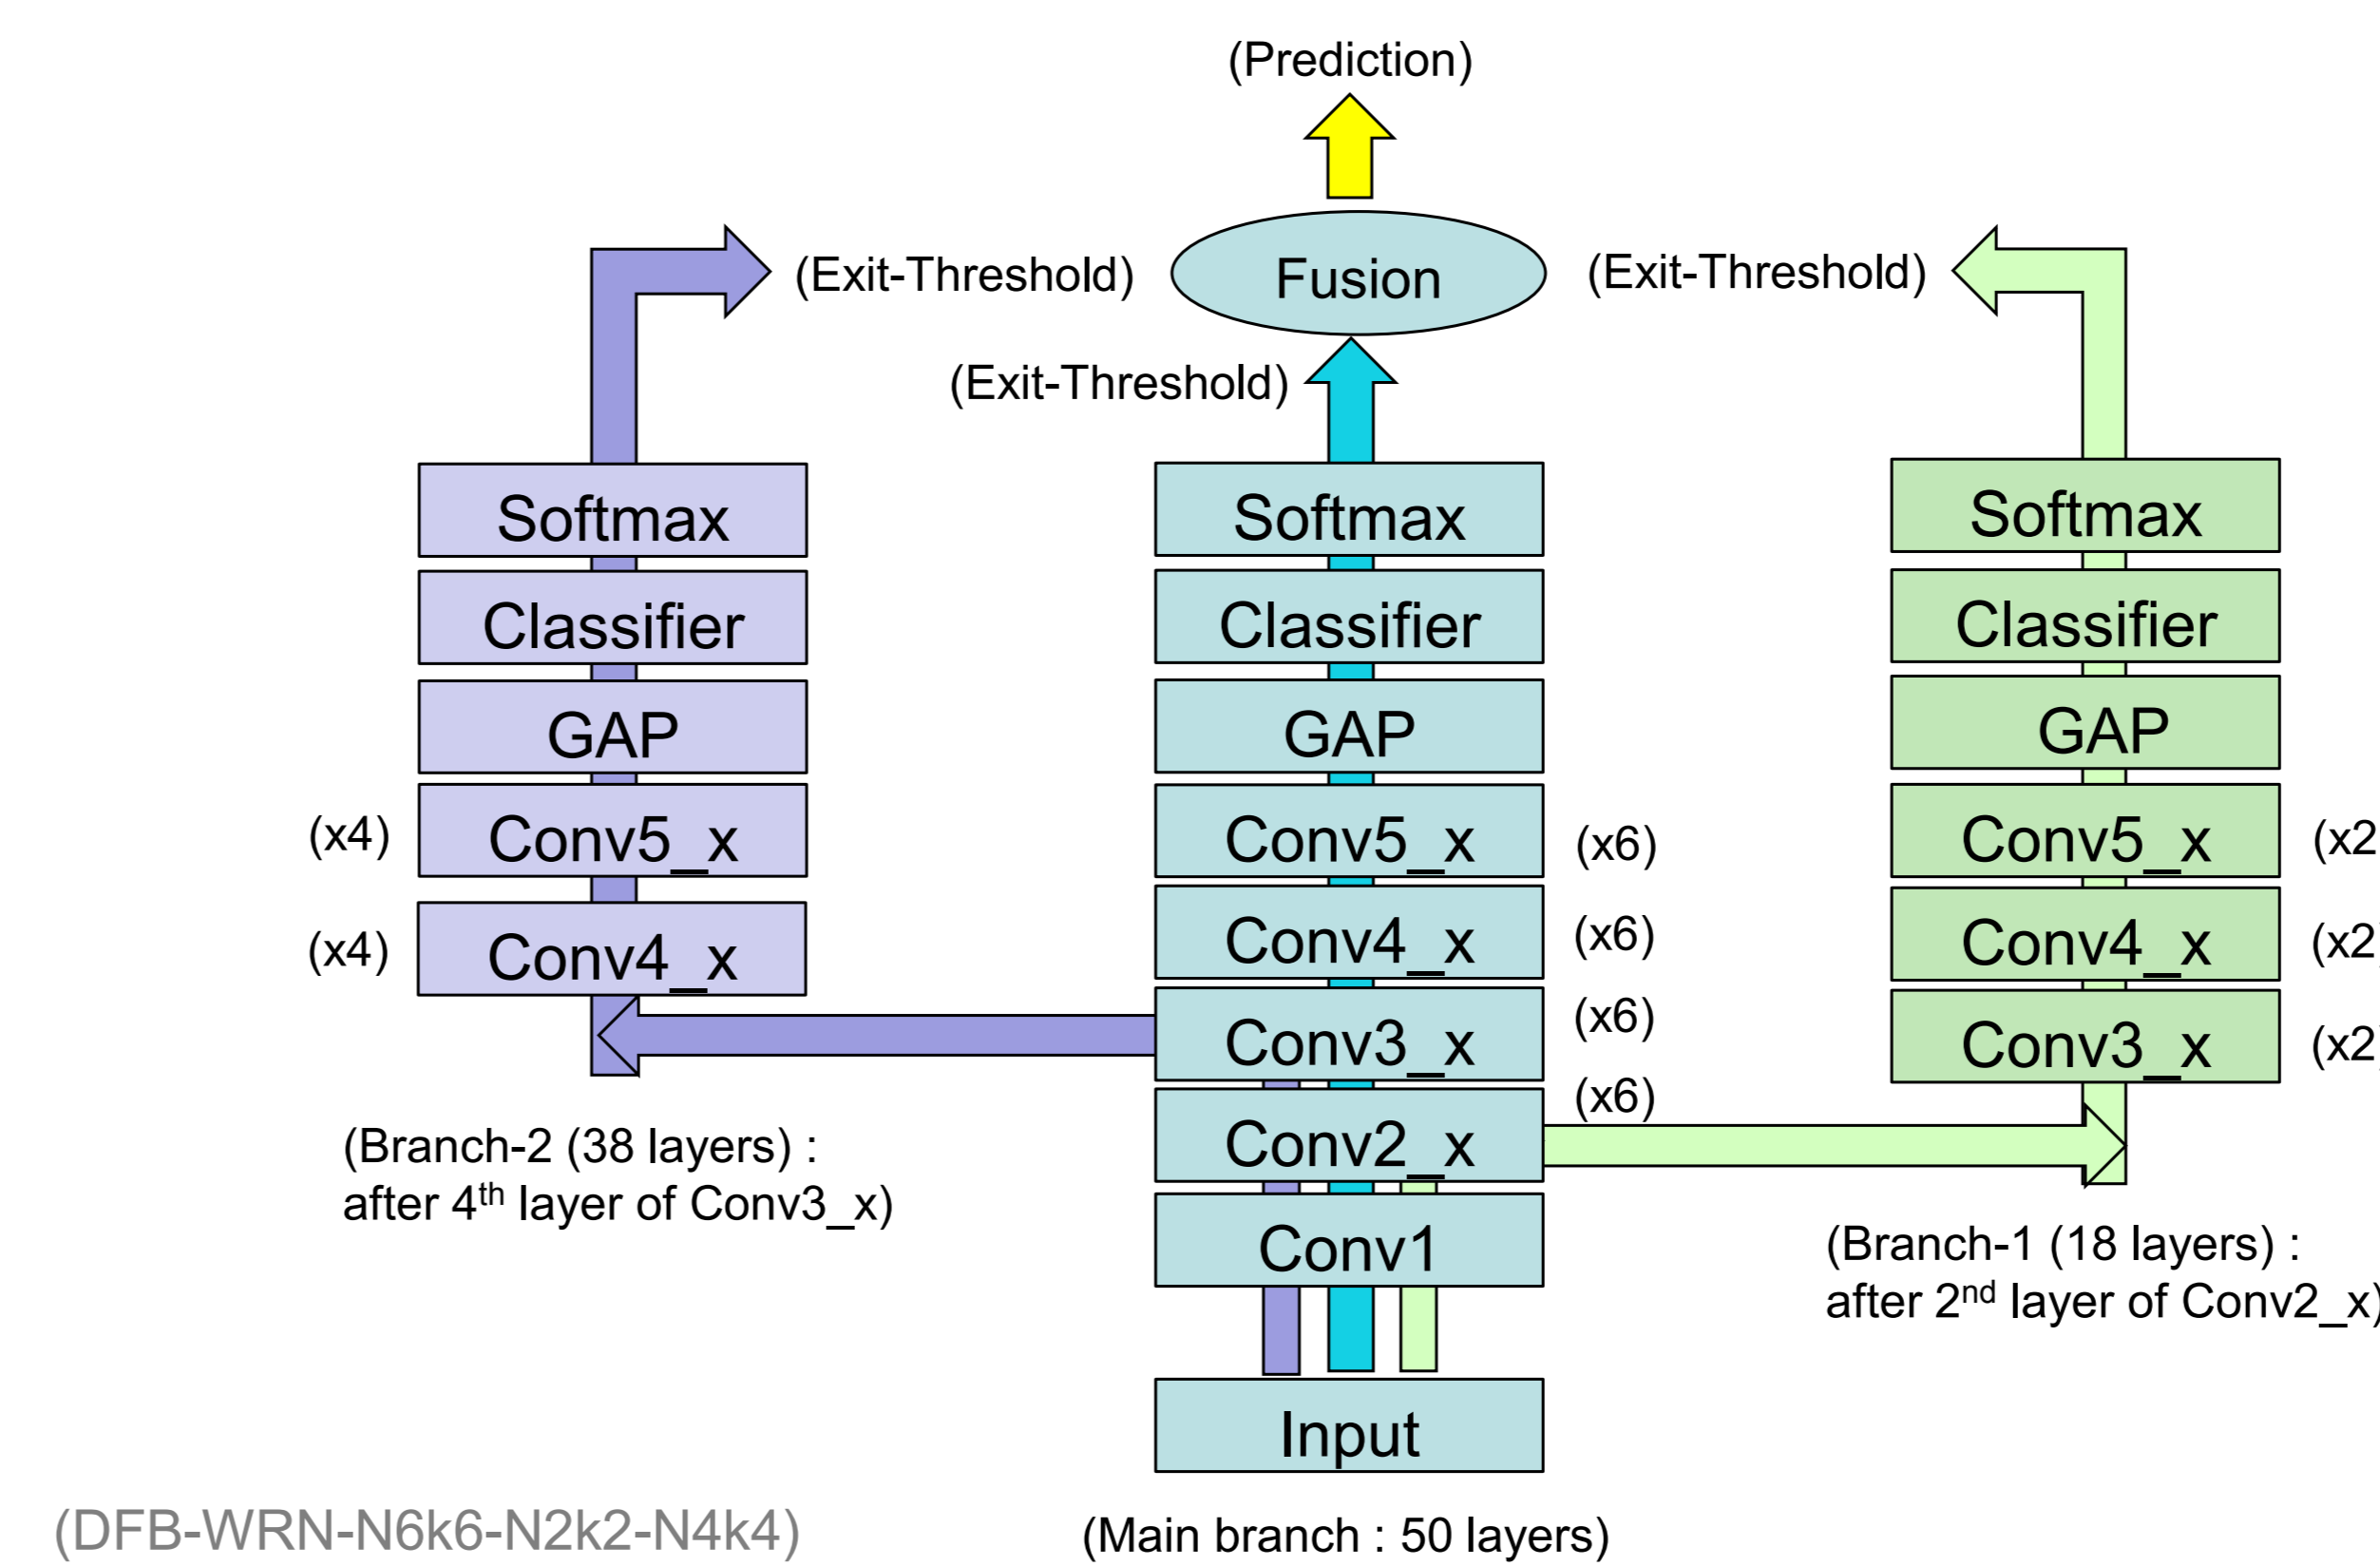 (Prediction)
(Exit-Threshold)
Fusion
(Exit-Threshold)
(Exit-Threshold)
Softmax
Softmax
Softmax
Classifier
Classifier
Classifier
GAP
GAP
GAP
(x4)
Conv5_x
Conv5_x
(x6)
Conv5_x
(x2
(x4)
Conv4_x
Conv4_x
(x6)
Conv4_x
(x2)
Conv3_x
(x6)
Conv3_x
(x2)
Conv2_x
(x6)
(Branch-2 (38 layers) :
after 4th layer of Conv3_x)
Conv1
(Branch-1 (18 layers) :
after 2nd layer of Conv2_x)
Input
(DFB-WRN-N6k6-N2k2-N4k4)
(Main branch : 50 layers)